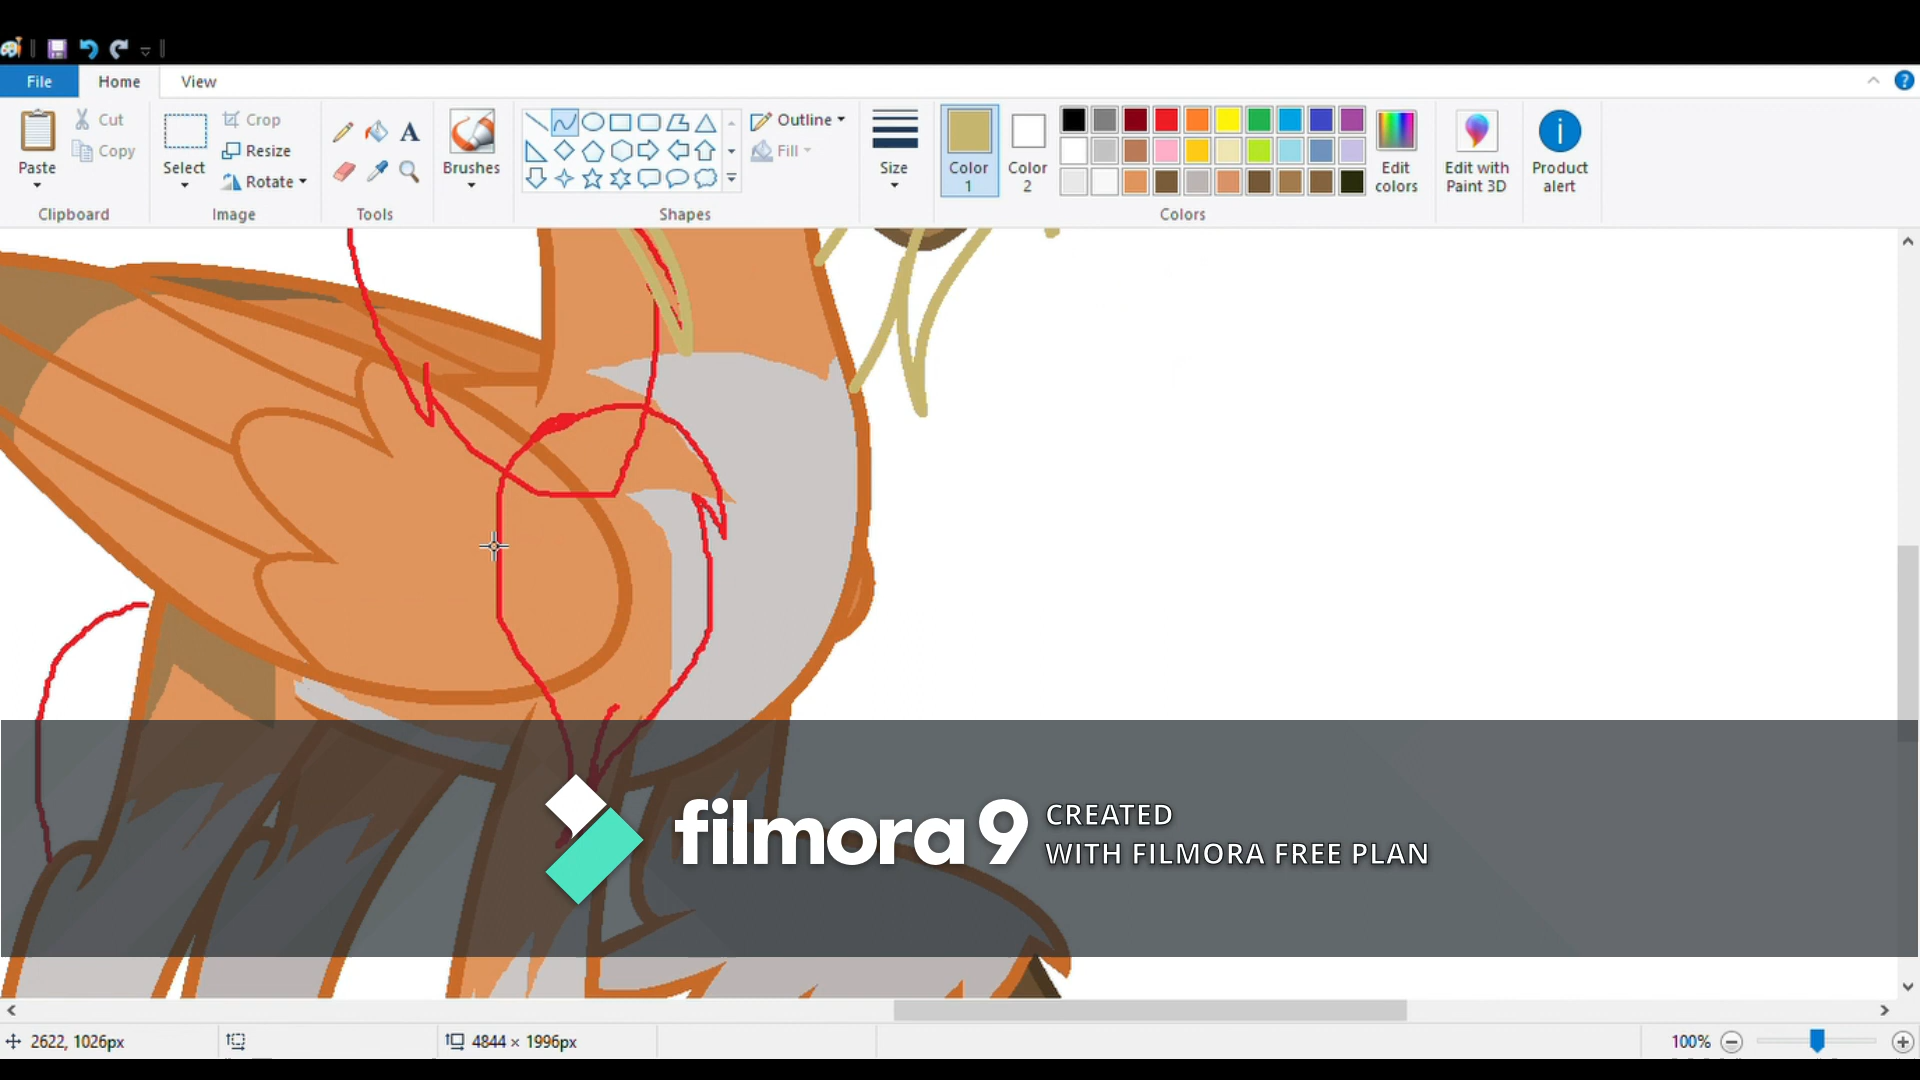 File Home View
Paste
Cut
Copy
Clipboard
Select
Crop
Resize
Rotate
Image
A
Tools
Brushes
Outline
Fill
Shapes
Size
Color 1
Color 2
Edit colors
Colors
Edit with Paint 3D
Product alert
filmora9
CREATED
WITH FILMORA FREE PLAN
2622, 1026px
4844 × 1996px
100%